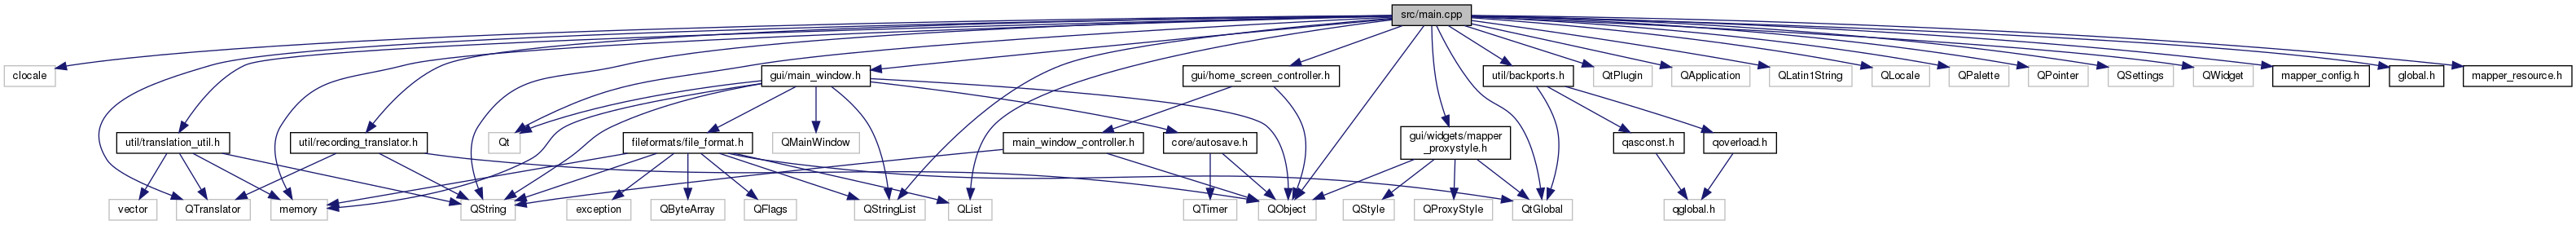 src/main.cpp
clocale
gui/main_window.h
gui/home_screen_controller.h
util/backports.h
QtPlugin
QApplication
QLatin1String
QLocale
QPalette
QPointer
QSettings
QWidget
mapper_config.h
global.h
mapper_resource.h
util/translation_util.h
util/recording_translator.h
Qt
fileformats/file_format.h
QMainWindow
main_window_controller.h
core/autosave.h
gui/widgets/mapper
_proxystyle.h
qasconst.h
qoverload.h
vector
QTranslator
memory
QString
exception
QByteArray
QFlags
QStringList
QList
QTimer
QObject
QStyle
QProxyStyle
QtGlobal
qglobal.h